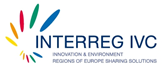 INTERREG IVC
INNOVATION & ENVIRONMENT
REGIONS OF EUROPE SHARING SOLUTIONS